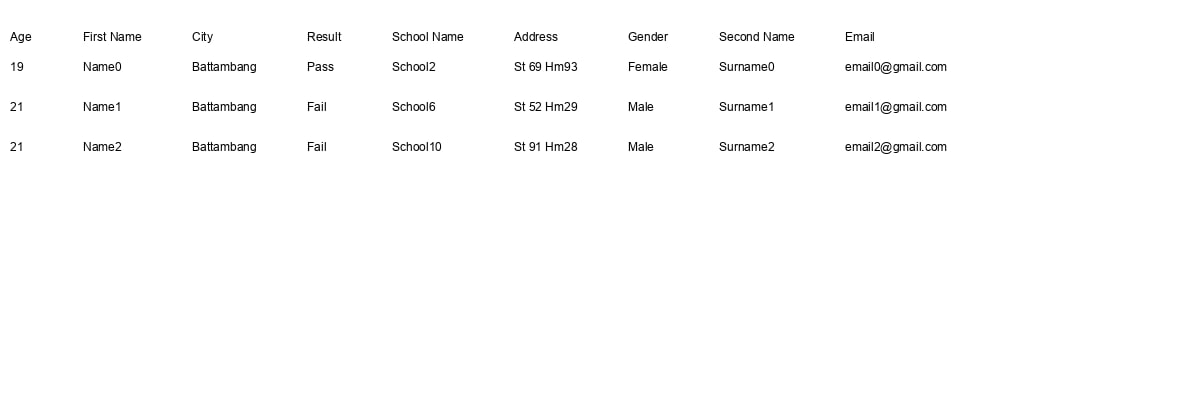 Age First Name City Result School Name Address Gender Second Name Email
19 Name0 Battambang Pass School2 St 69 Hm93 Female Surname0 email0@gmail.com
21 Name1 Battambang Fail School6 St 52 Hm29 Male Surname1 email1@gmail.com
21 Name2 Battambang Fail School10 St 91 Hm28 Male Surname2 email2@gmail.com